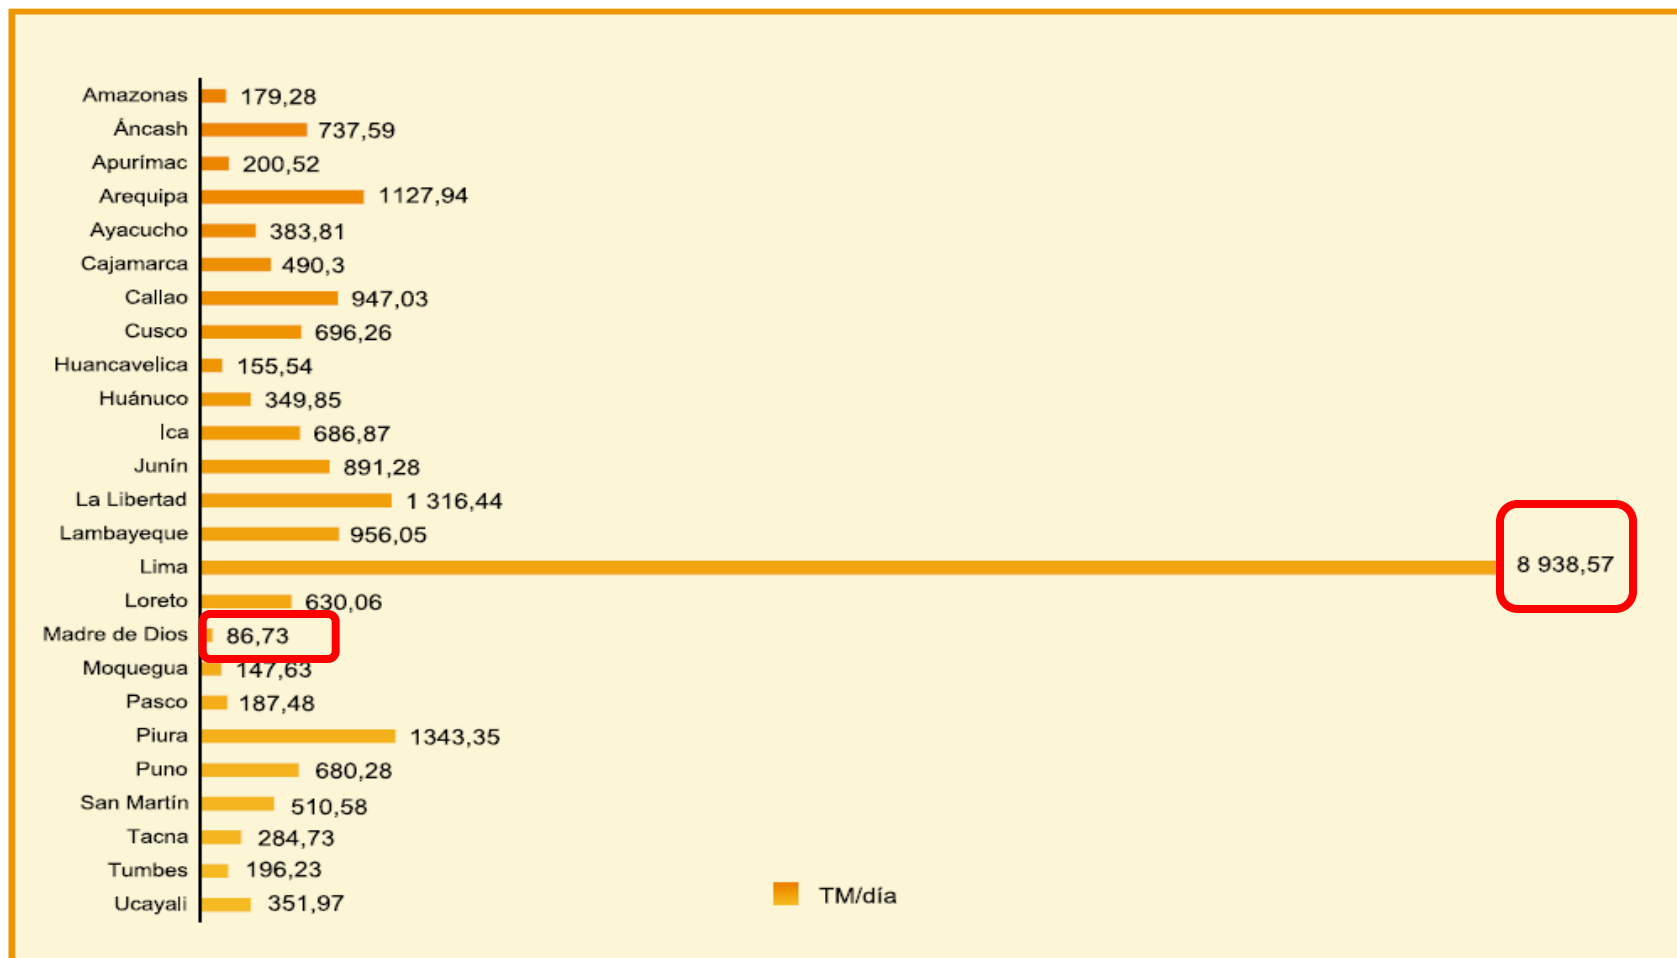 Amazonas 179,28
Áncash 737,59
Apurímac 200,52
Arequipa 1127,94
Ayacucho 383,81
Cajamarca 490,3
Callao 947,03
Cusco 696,26
Huancavelica 155,54
Huánuco 349,85
Ica 686,87
Junín 891,28
La Libertad 1 316,44
Lambayeque 956,05
Lima 8 938,57
Loreto 630,06
Madre de Dios 86,73
Moquegua 147,63
Pasco 187,48
Piura 1343,35
Puno 680,28
San Martín 510,58
Tacna 284,73
Tumbes 196,23
Ucayali 351,97
TM/día